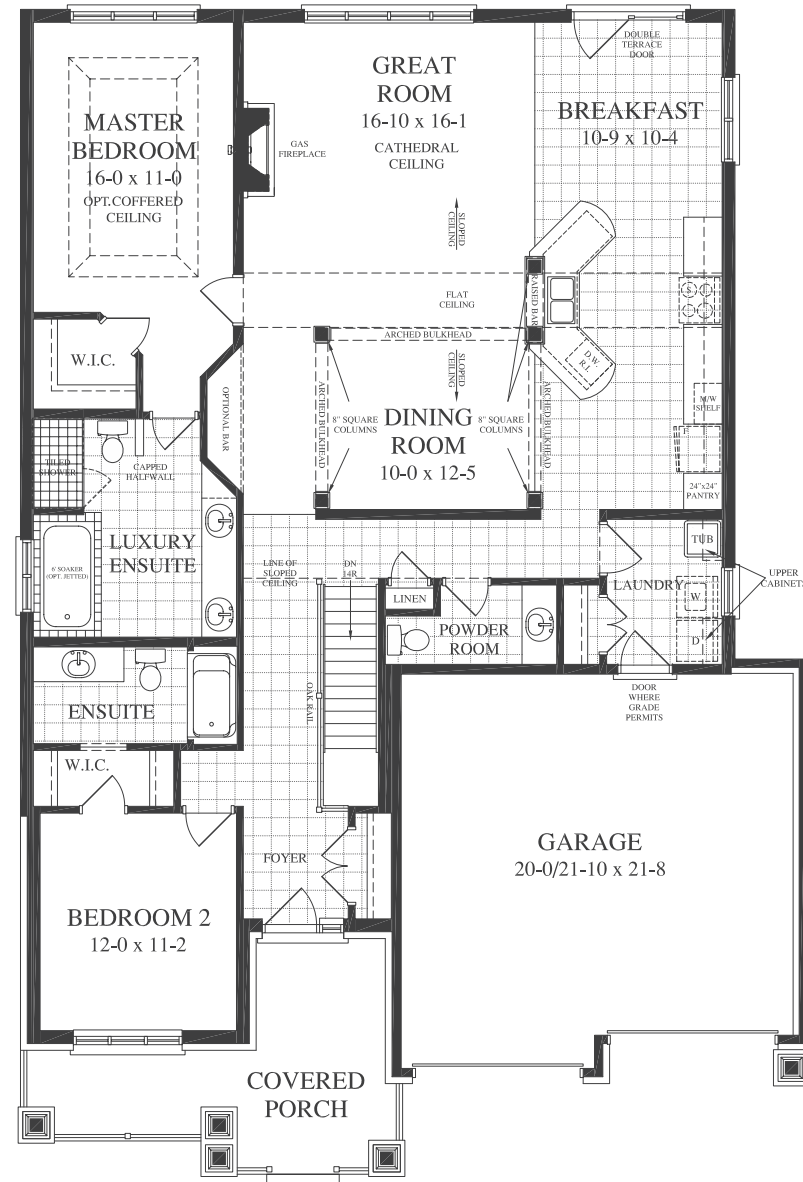 DOUBLE
TERRACE
DOOR
GREAT
ROOM
16-10 x 16-1
CATHEDRAL
CEILING
BREAKFAST
10-9 x 10-4
MASTER
BEDROOM
16-0 x 11-0
OPT.COFFERED
CEILING
GAS
FIREPLACE
SLOPED
CEILING
FLAT
CEILING
RAISED BAR
S
ARCHED BULKHEAD
W.I.C.
SLOPED
CEILING
D.W.
R.I.
OPTIONAL BAR
ARCHED BULKHEAD
8" SQUARE
COLUMNS
DINING
ROOM
10-0 x 12-5
8" SQUARE
COLUMNS
ARCHED BULKHEAD
M/W
SHELF
F
24"x24"
PANTRY
TILED
SHOWER
CAPPED
HALFWALL
LUXURY
ENSUITE
6' SOAKER
(OPT. JETTED)
LINE OF
SLOPED
CEILING
DN
14R
LINEN
TUB
LAUNDRY
W
D
UPPER
CABINETS
POWDER
ROOM
OAK RAIL
DOOR
WHERE
GRADE
PERMITS
ENSUITE
W.I.C.
FOYER
GARAGE
20-0/21-10 x 21-8
BEDROOM 2
12-0 x 11-2
COVERED
PORCH